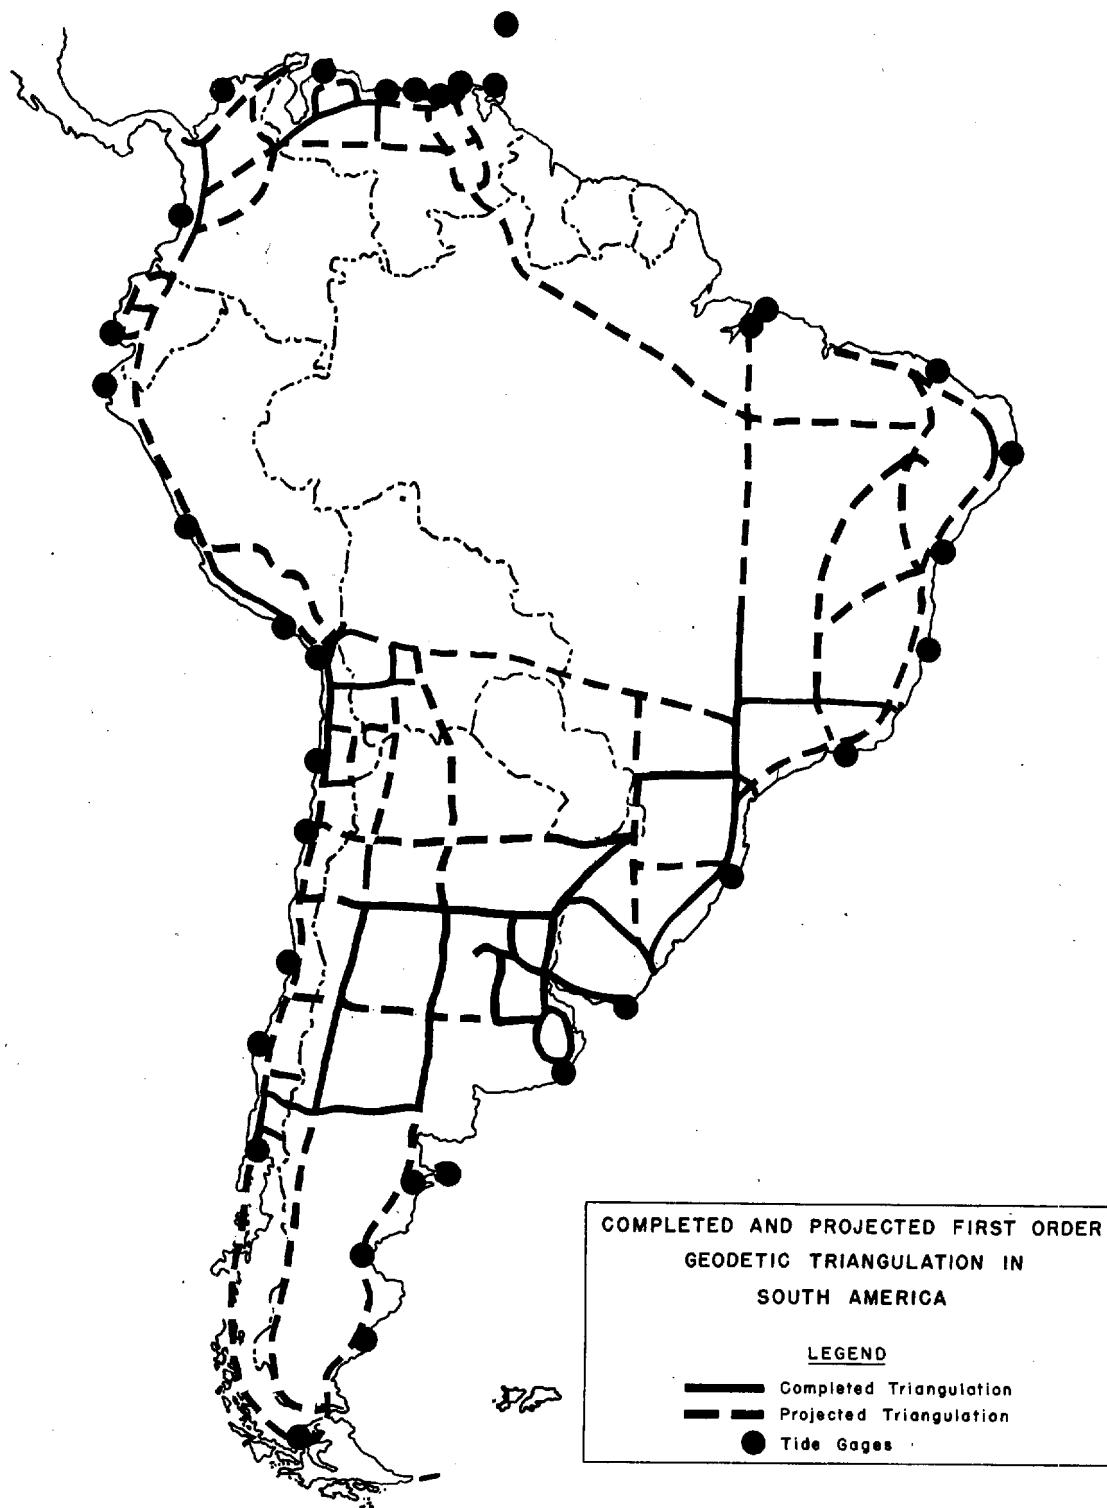 COMPLETED AND PROJECTED FIRST ORDER
GEODETIC TRIANGULATION IN
SOUTH AMERICA
LEGEND
Completed Triangulation
Projected Triangulation
Tide Gages